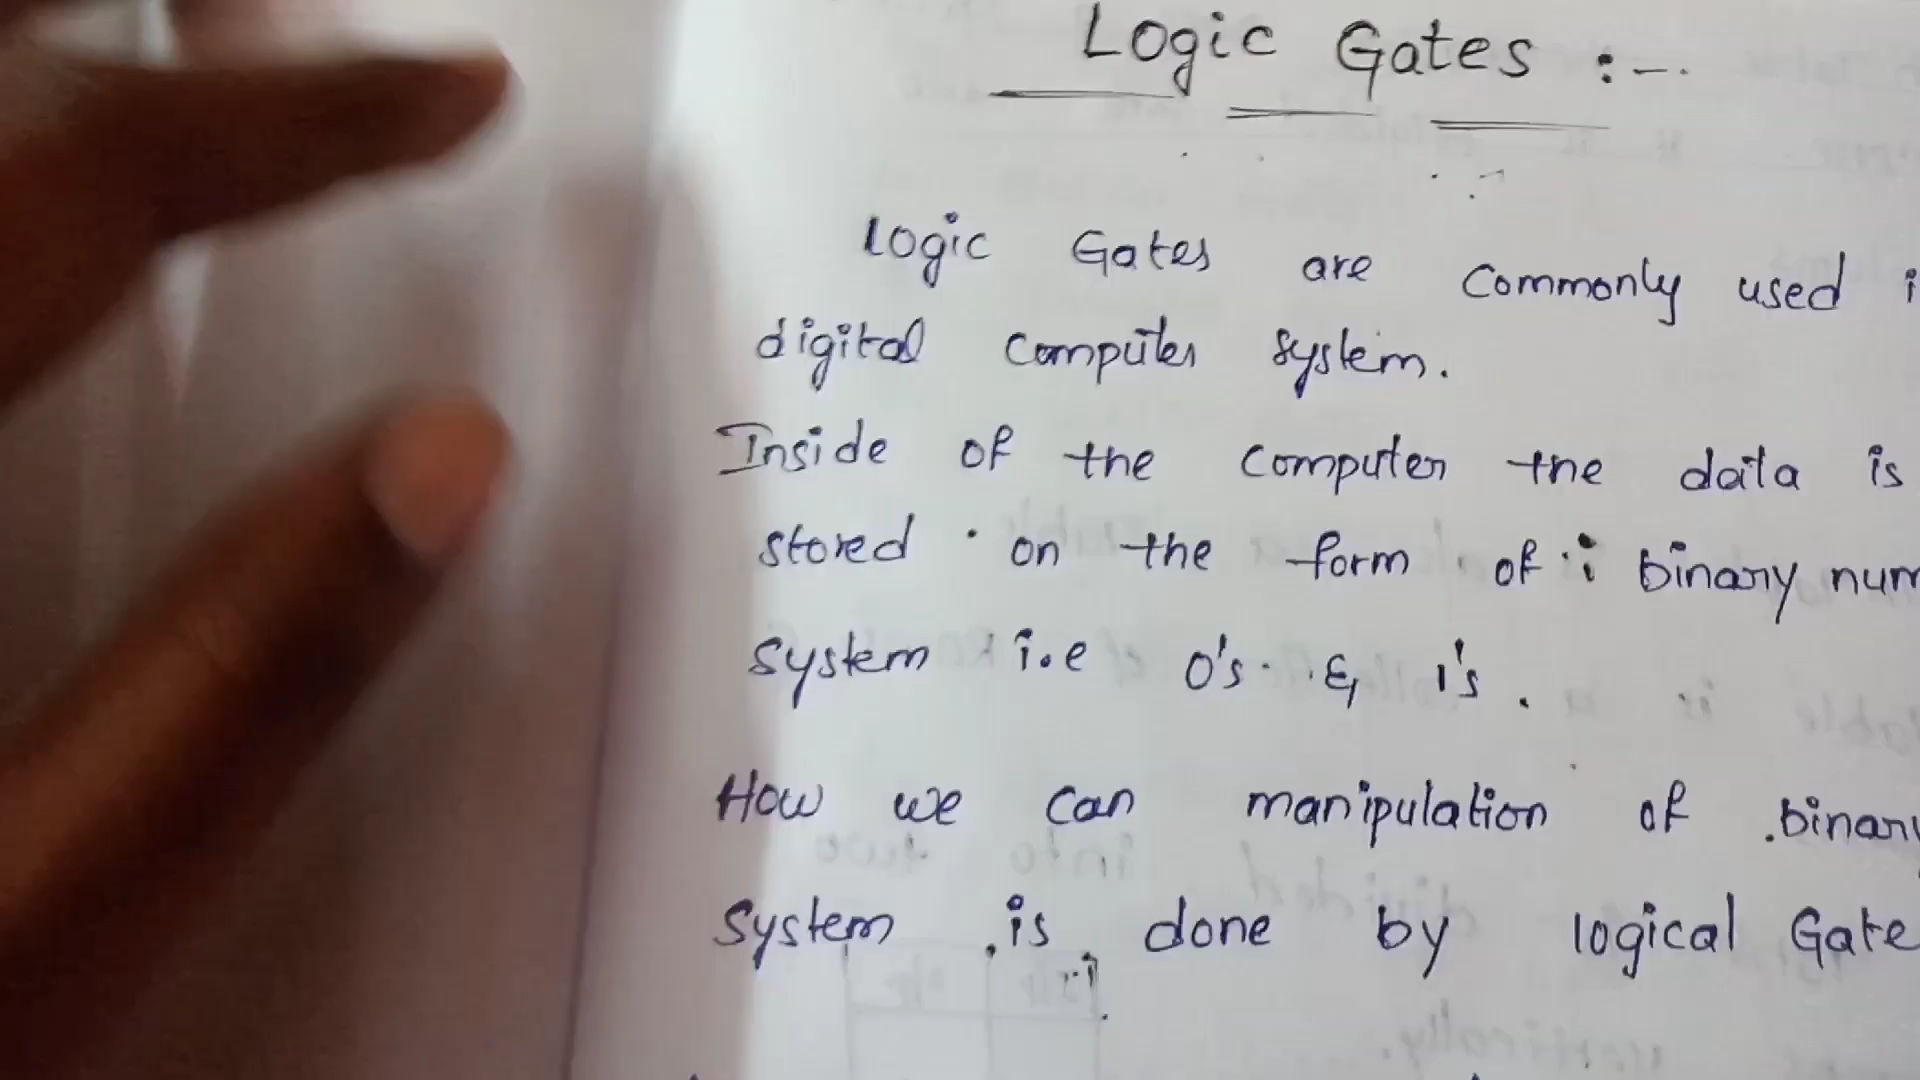 Logic Gates :-
Logic Gates are commonly used i
digital computer system.
Inside of the computer the data is
stored on the form of binary num
system i.e 0's & 1's.
How we can manipulation of binary
System is done by logical Gate